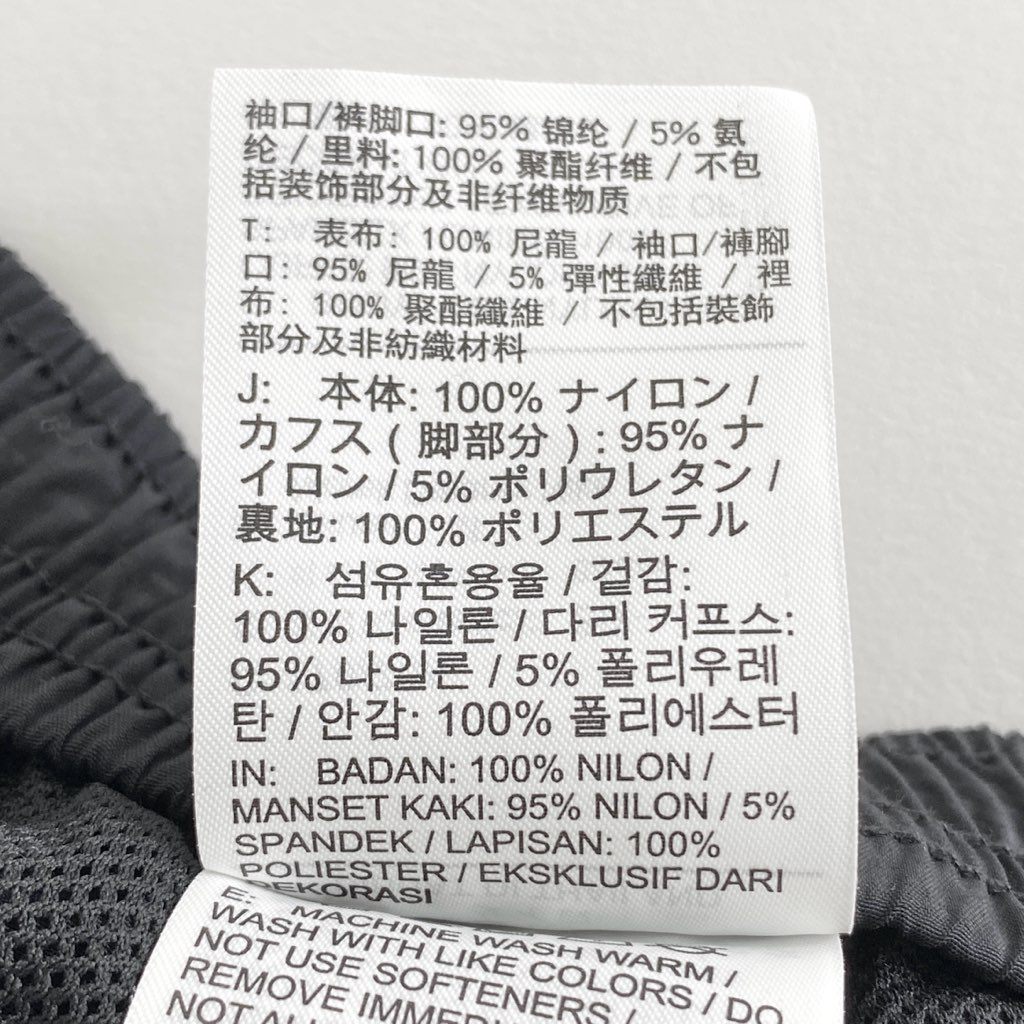 袖口/裤脚口: 95% 锦纶 / 5% 氨
纶 / 里料: 100% 聚酯纤维 / 不包
括装饰部分及非纤维物质
T: 表布: 100% 尼龍 / 袖口/褲腳
口: 95% 尼龍 / 5% 彈性纖維 / 裡
布: 100% 聚酯纖維 / 不包括裝飾
部分及非紡織材料
J: 本体: 100% ナイロン /
カフス ( 脚部分 ) : 95% ナ
イロン / 5% ポリウレタン /
裏地: 100% ポリエステル
K: 섬유혼용율 / 겉감:
100% 나일론 / 다리 커프스:
95% 나일론 / 5% 폴리우레
탄 / 안감: 100% 폴리에스터
IN: BADAN: 100% NILON /
MANSET KAKI: 95% NILON / 5%
SPANDEK / LAPISAN: 100%
POLIESTER / EKSKLUSIF DARI
DEKORASI
E: MACHINE WASH WARM /
WASH WITH LIKE COLORS / DO
NOT USE SOFTENERS /
REMOVE
NOT